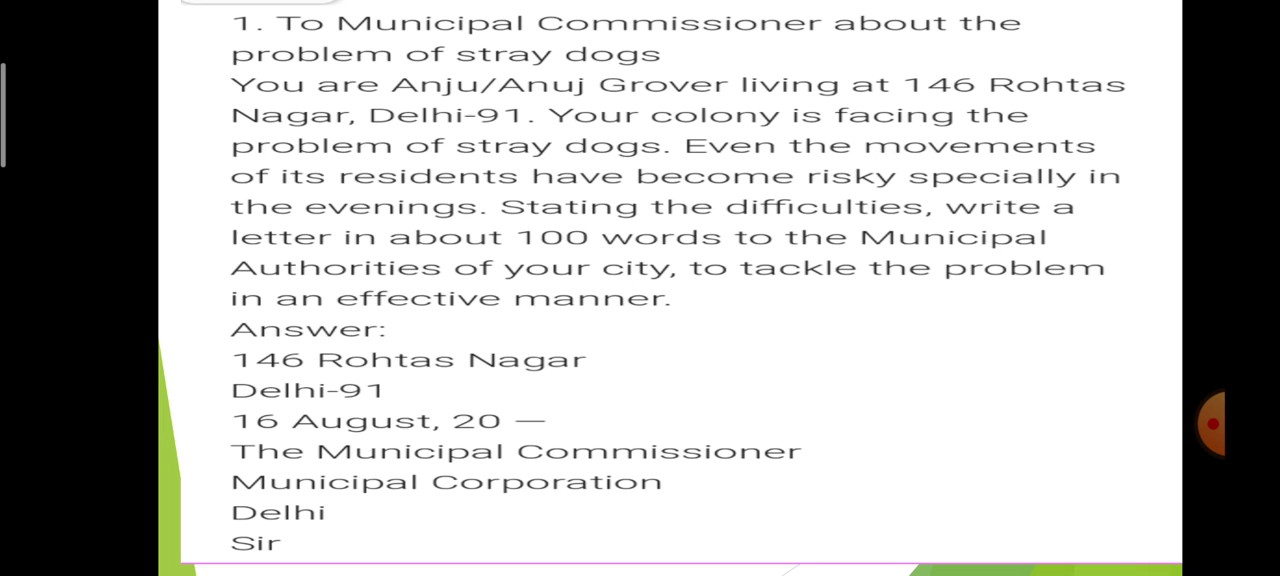 1. To Municipal Commissioner about the
problem of stray dogs
You are Anju/Anuj Grover living at 146 Rohtas
Nagar, Delhi-91. Your colony is facing the
problem of stray dogs. Even the movements
of its residents have become risky specially in
the evenings. Stating the difficulties, write a
letter in about 100 words to the Municipal
Authorities of your city, to tackle the problem
in an effective manner.
Answer:
146 Rohtas Nagar
Delhi-91
16 August, 20 —
The Municipal Commissioner
Municipal Corporation
Delhi
Sir